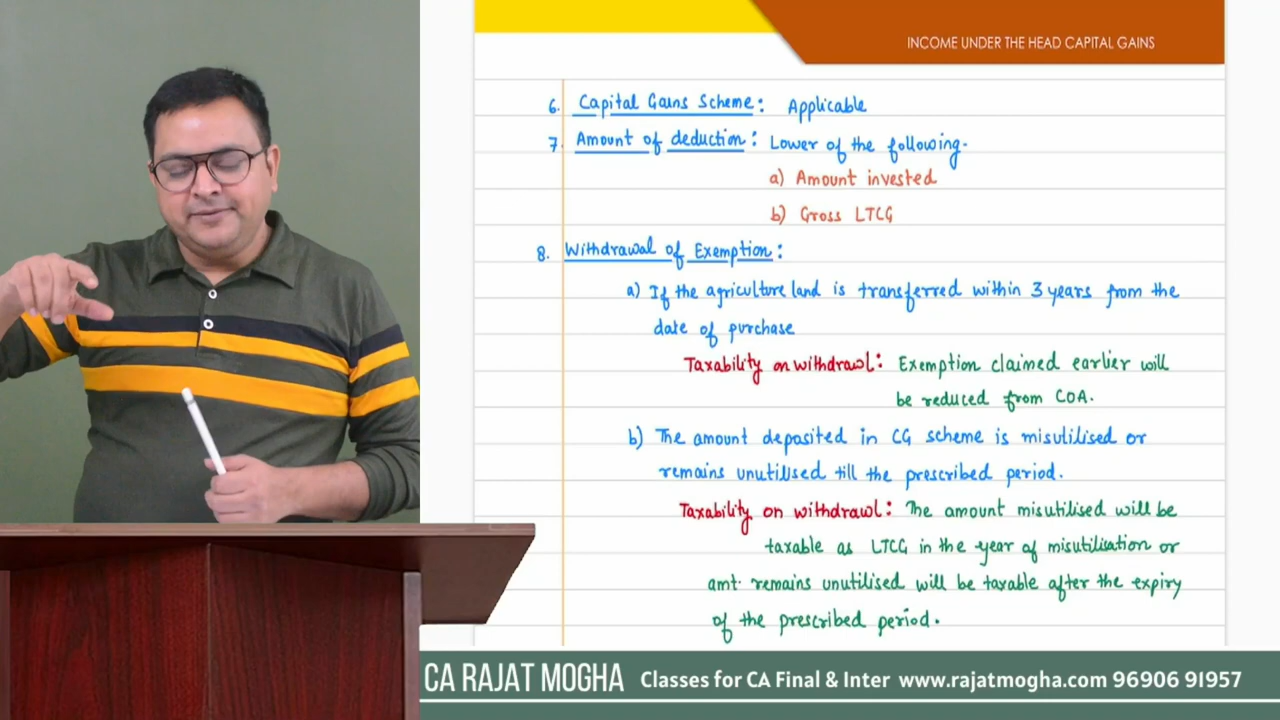 INCOME UNDER THE HEAD CAPITAL GAINS
6. Capital Gains Scheme: Applicable
7. Amount of deduction: Lower of the following-
a) Amount invested
b) Gross LTCG
8. Withdrawal of Exemption:
a) If the agriculture land is transferred within 3 years from the
date of purchase
Taxability on withdrawl: Exemption claimed earlier will
be reduced from COA.
b) The amount deposited in CG scheme is misutilised or
remains unutilised till the prescribed period.
Taxability on withdrawl: The amount misutilised will be
taxable as LTCG in the year of misutilisation or
amt. remains unutilised will be taxable after the expiry
of the prescribed period.
CA RAJAT MOGHA Classes for CA Final & Inter www.rajatmogha.com 96906 91957